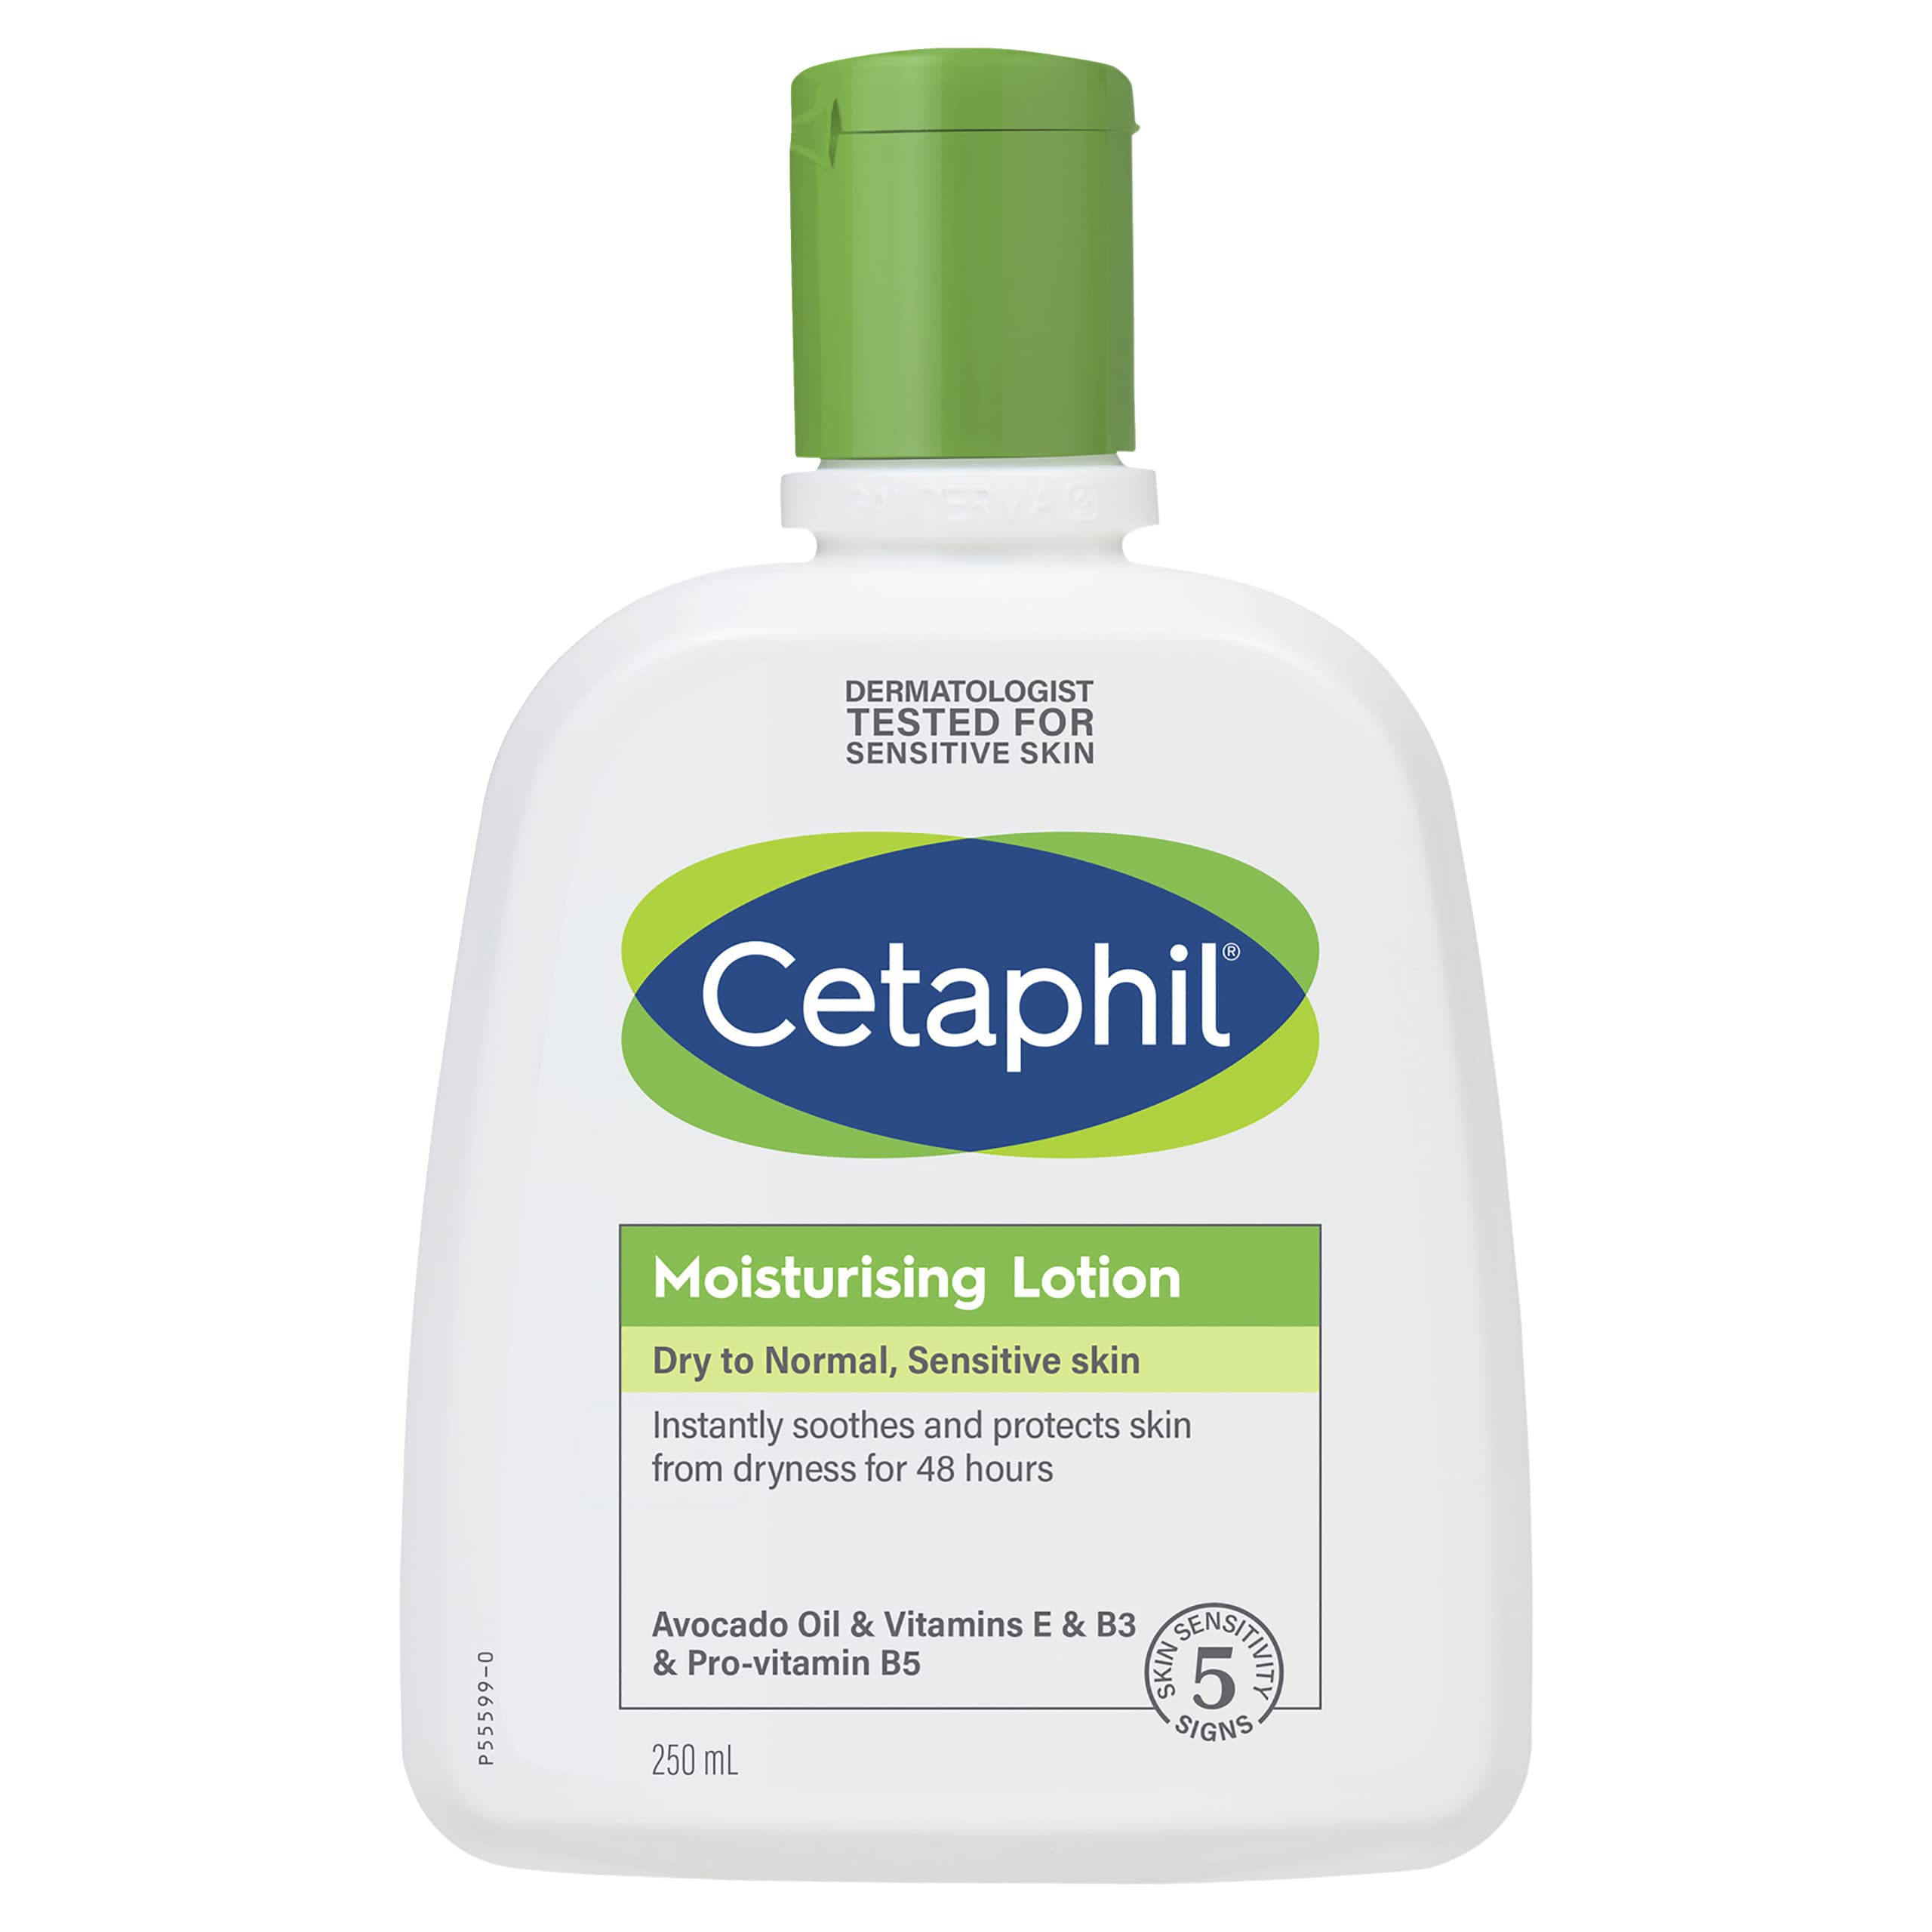 GALDERMA
DERMATOLOGIST
TESTED FOR
SENSITIVE SKIN
Cetaphil®
Moisturising Lotion
Dry to Normal, Sensitive skin
Instantly soothes and protects skin
from dryness for 48 hours
Avocado Oil & Vitamins E & B3
& Pro-vitamin B5
SKIN SENSITIVITY
5
SIGNS
250 mL
P55599-0